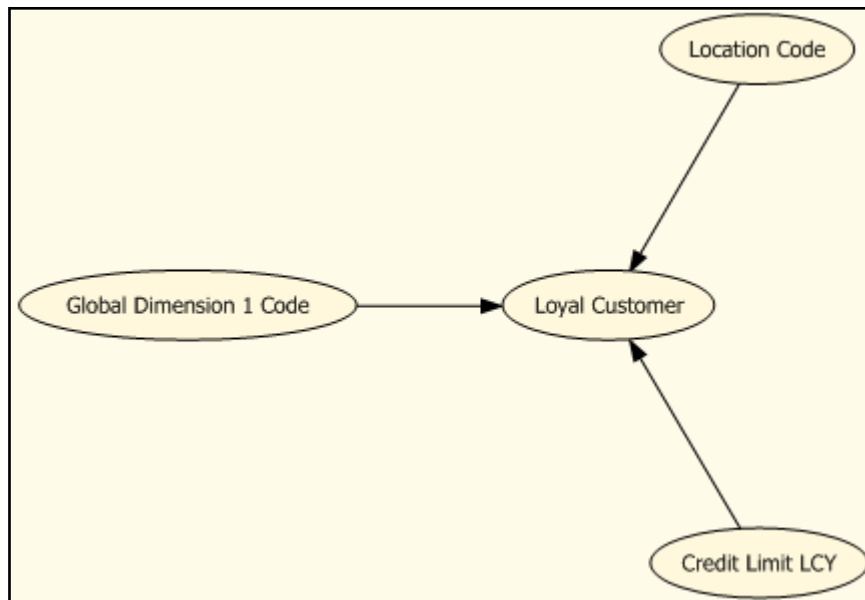 Location Code
Global Dimension 1 Code
Loyal Customer
Credit Limit LCY